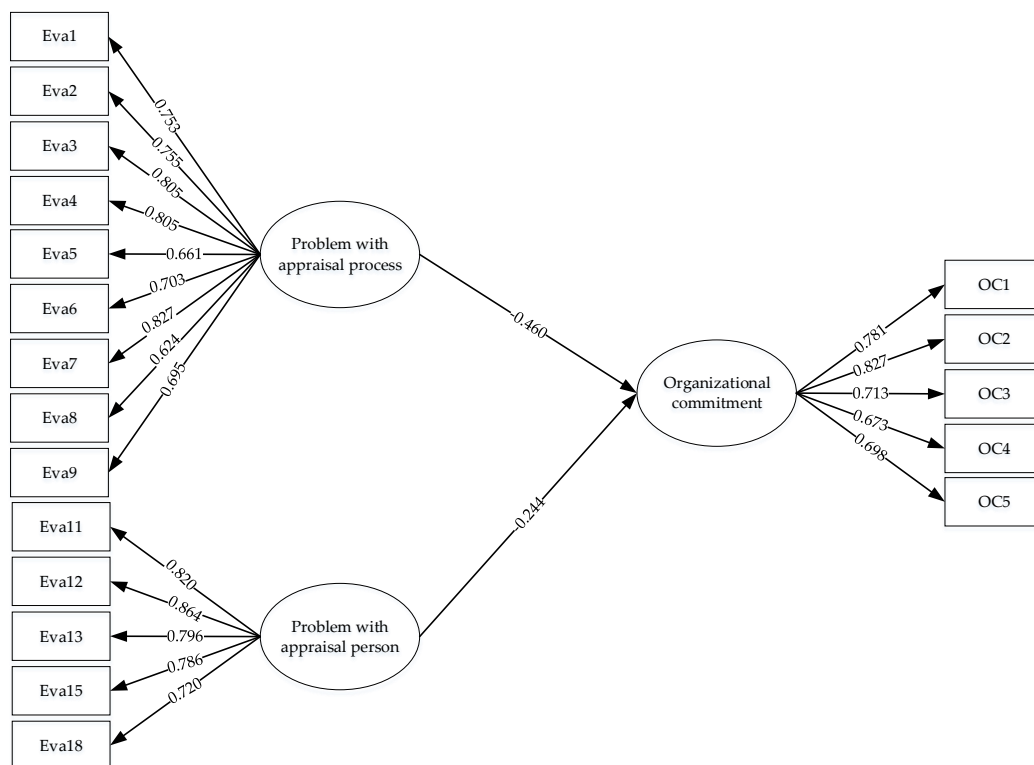 Eva1
Eva2
Eva3
Eva4
Eva5
Eva6
Eva7
Eva8
Eva9
Eva11
Eva12
Eva13
Eva15
Eva18
0.753
0.755
0.805
0.805
0.661
0.703
0.827
0.624
0.695
0.820
0.864
0.796
0.786
0.720
Problem with
appraisal process
Problem with
appraisal person
-0.460
-0.244
Organizational
commitment
0.781
0.827
0.713
0.673
0.698
OC1
OC2
OC3
OC4
OC5